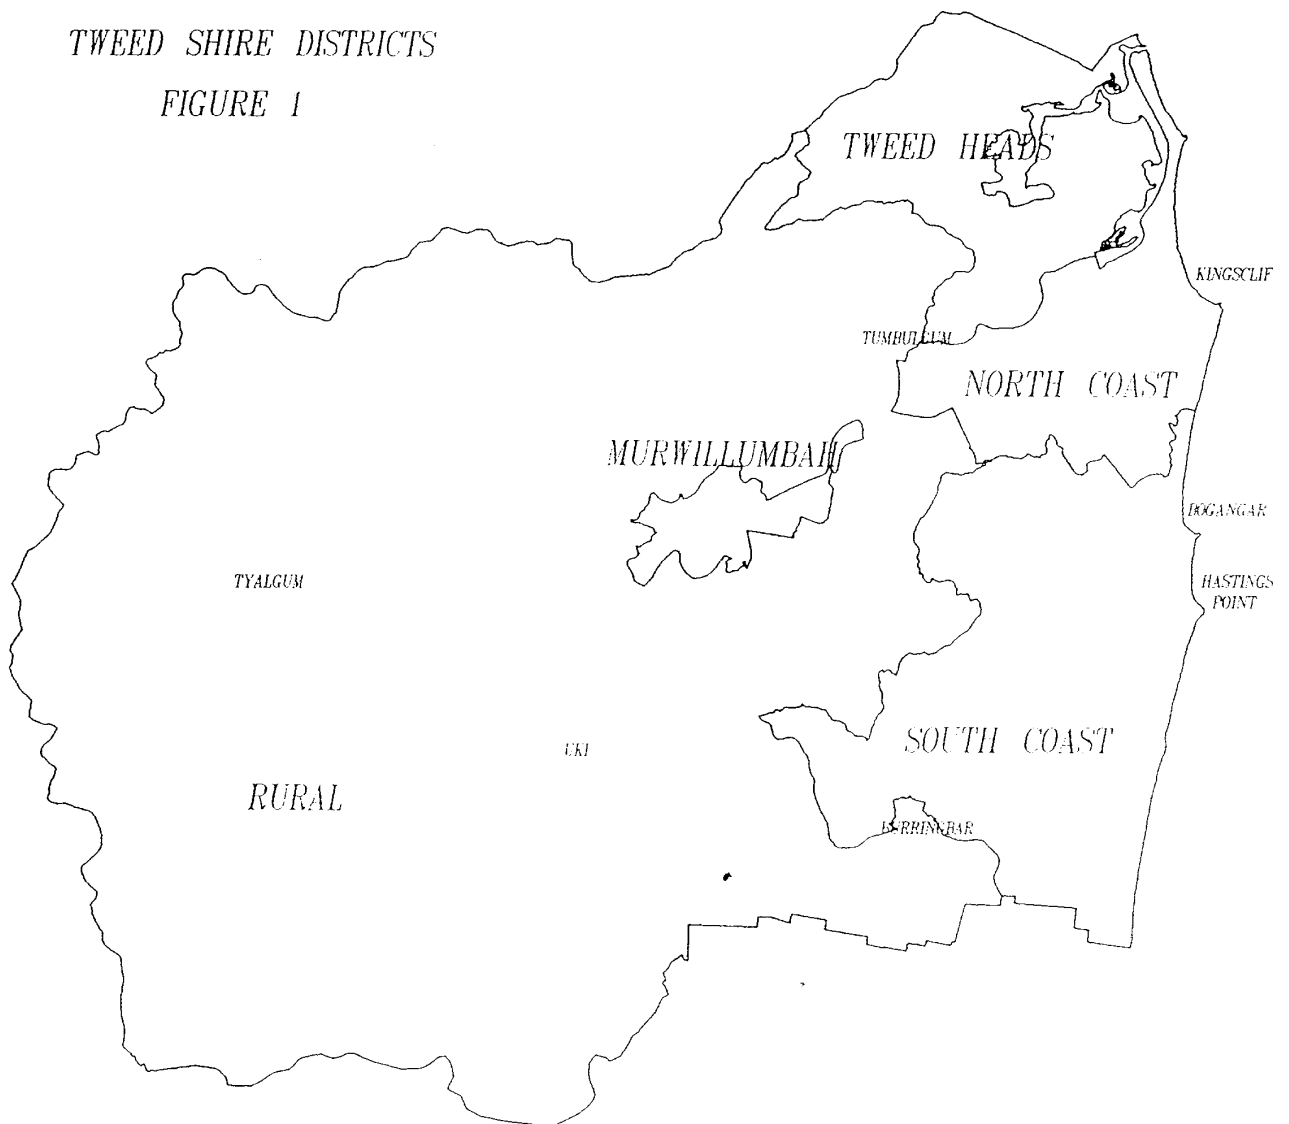 TWEED SHIRE DISTRICTS
FIGURE 1
TWEED HEADS
KINGSCLIF
TUMBULGUM
NORTH COAST
MURWILLUMBAH
BOGANGAR
TYALGUM
HASTINGS
POINT
SOUTH COAST
UKI
RURAL
BURRINGBAR